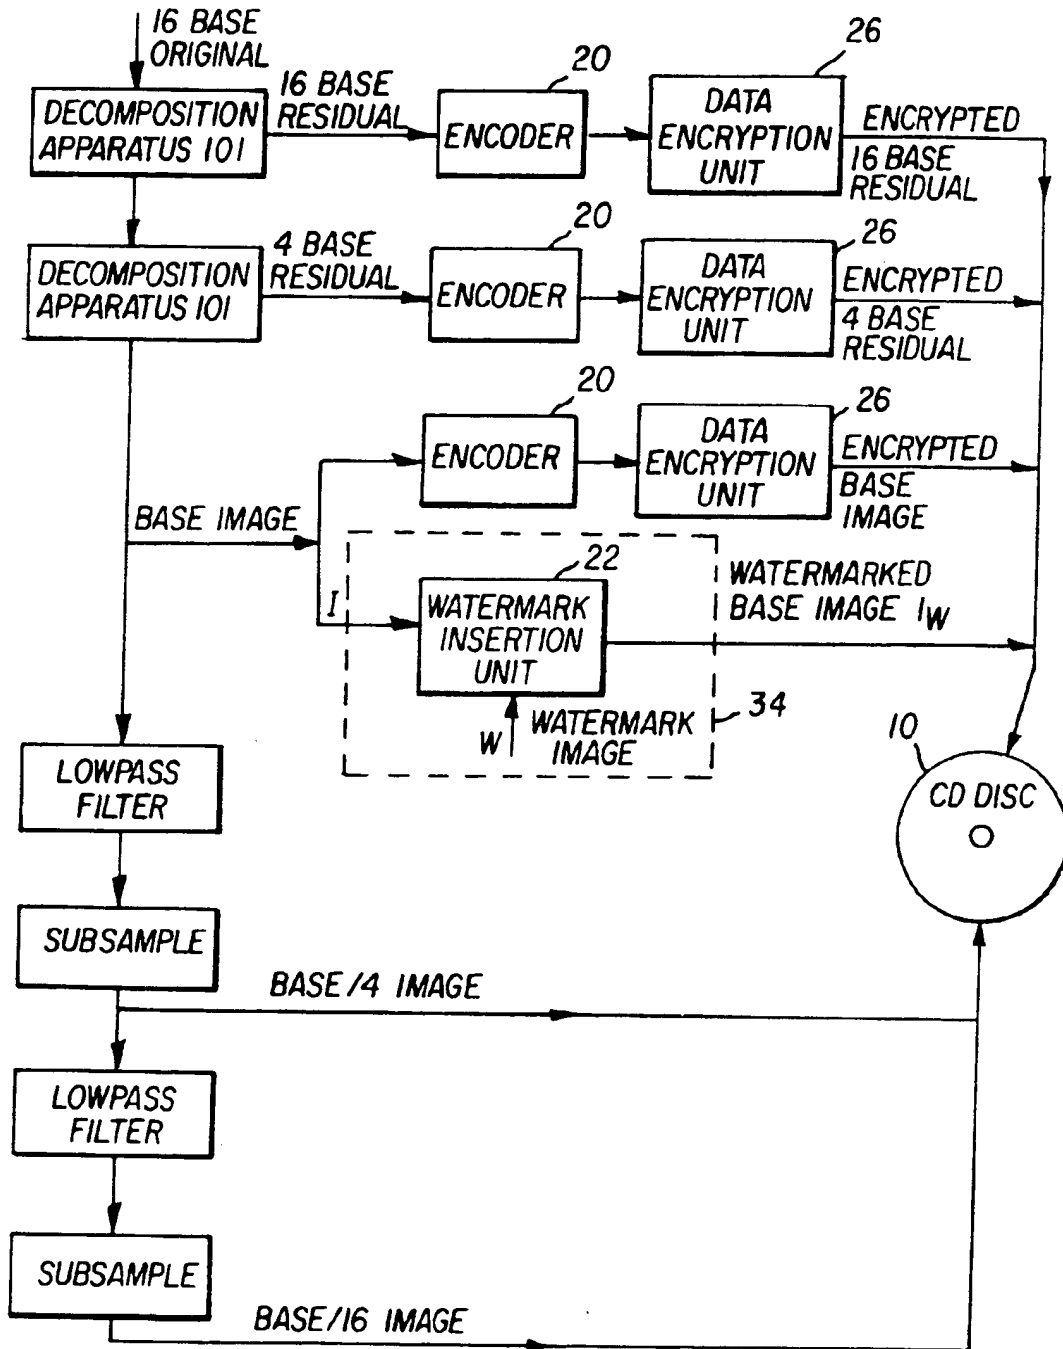 16 BASE
ORIGINAL
DECOMPOSITION
APPARATUS 101
16 BASE
RESIDUAL
20
ENCODER
26
DATA
ENCRYPTION
UNIT
ENCRYPTED
16 BASE
RESIDUAL
DECOMPOSITION
APPARATUS 101
4 BASE
RESIDUAL
20
ENCODER
26
DATA
ENCRYPTION
UNIT
ENCRYPTED
4 BASE
RESIDUAL
20
ENCODER
26
DATA
ENCRYPTION
UNIT
ENCRYPTED
BASE
IMAGE
BASE IMAGE
I
22
WATERMARK
INSERTION
UNIT
WATERMARKED
BASE IMAGE IW
W
WATERMARK
IMAGE
34
10
CD DISC
LOWPASS
FILTER
SUBSAMPLE
BASE/4 IMAGE
LOWPASS
FILTER
SUBSAMPLE
BASE/16 IMAGE